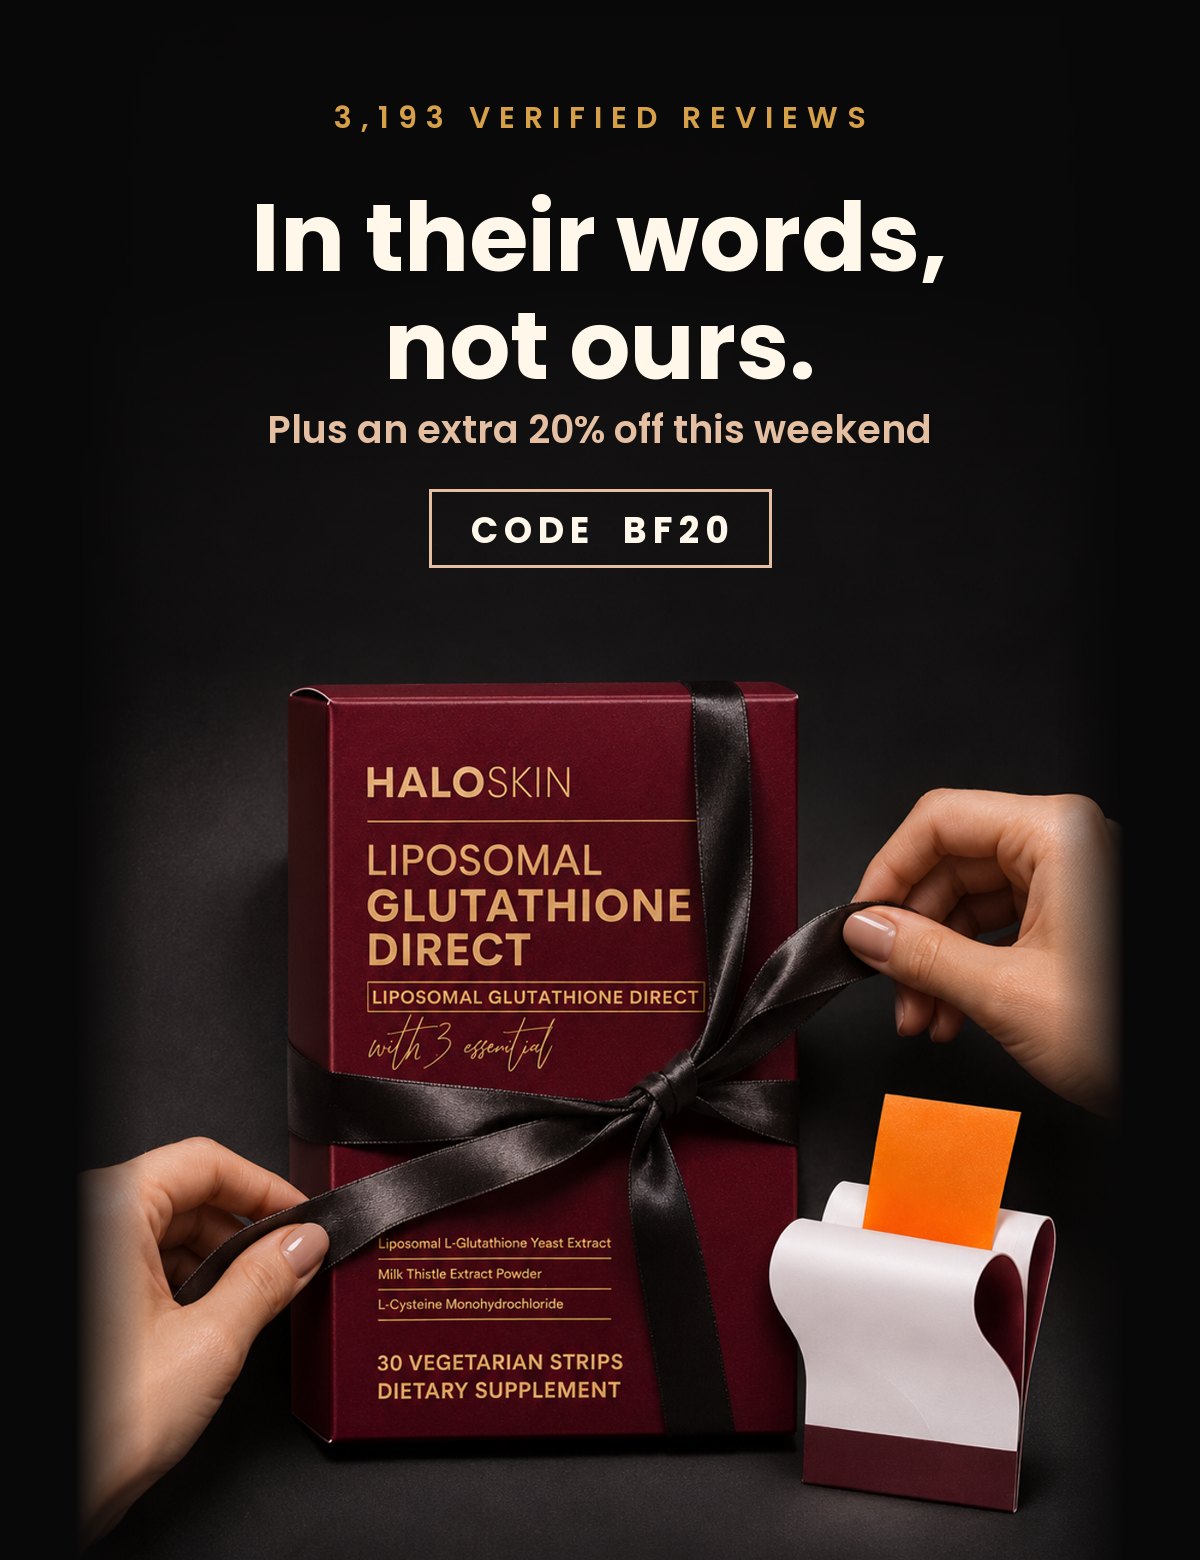 3,193 VERIFIED REVIEWS
In their words,
not ours.
Plus an extra 20% off this weekend
CODE BF20
HALOSKIN
LIPOSOMAL
GLUTATHIONE
DIRECT
LIPOSOMAL GLUTATHIONE DIRECT
with 3 essential
Liposomal L-Glutathione Yeast Extract
Milk Thistle Extract Powder
L-Cysteine Monohydrochloride
30 VEGETARIAN STRIPS
DIETARY SUPPLEMENT